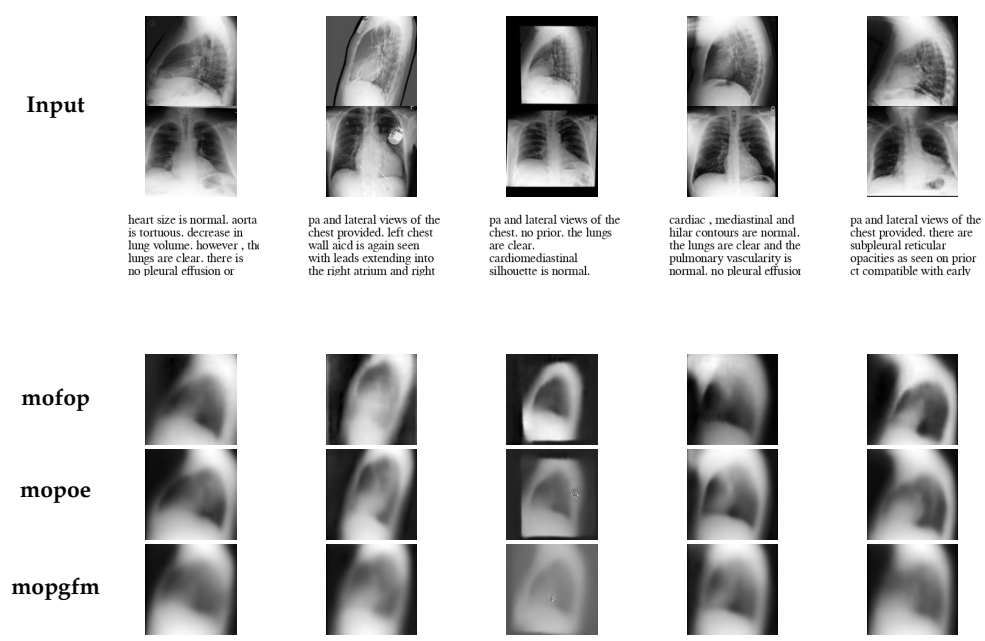 Input
heart size is normal. aorta
is tortuous. decrease in
lung volume. however , the
lungs are clear. there is
no pleural effusion or
pa and lateral views of the
chest provided. left chest
wall aicd is again seen
with leads extending into
the right atrium and right
pa and lateral views of the
chest. no prior. the lungs
are clear.
cardiomediastinal
silhouette is normal.
cardiac , mediastinal and
hilar contours are normal.
the lungs are clear and the
pulmonary vascularity is
normal. no pleural effusion
pa and lateral views of the
chest provided. there are
subpleural reticular
opacities as seen on prior
ct compatible with early
mofop
mopoe
mopgfm